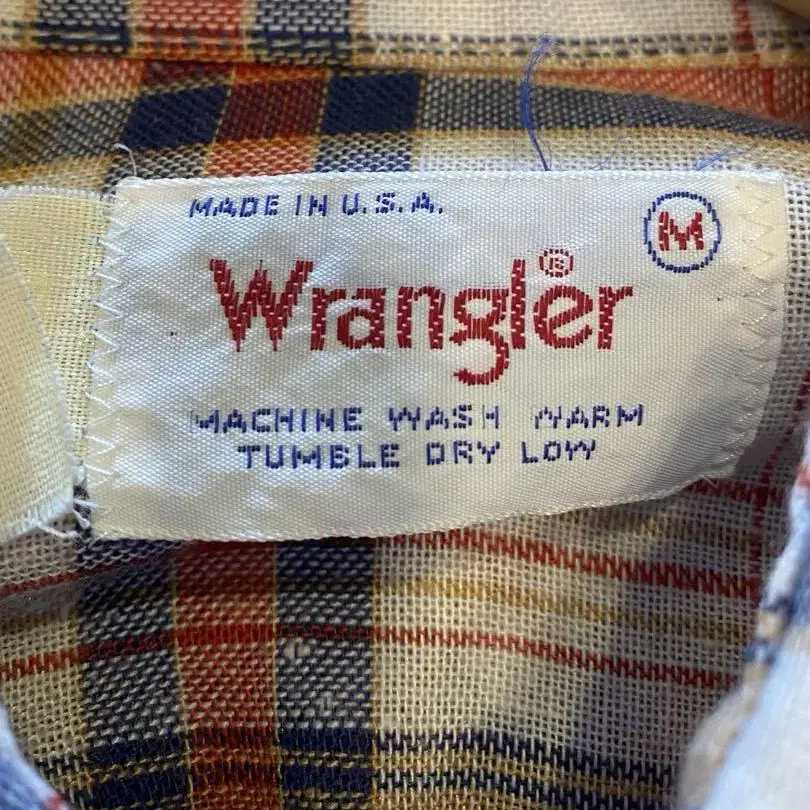 MADE IN U.S.A.
M
Wrangler®
MACHINE WASH WARM
TUMBLE DRY LOW